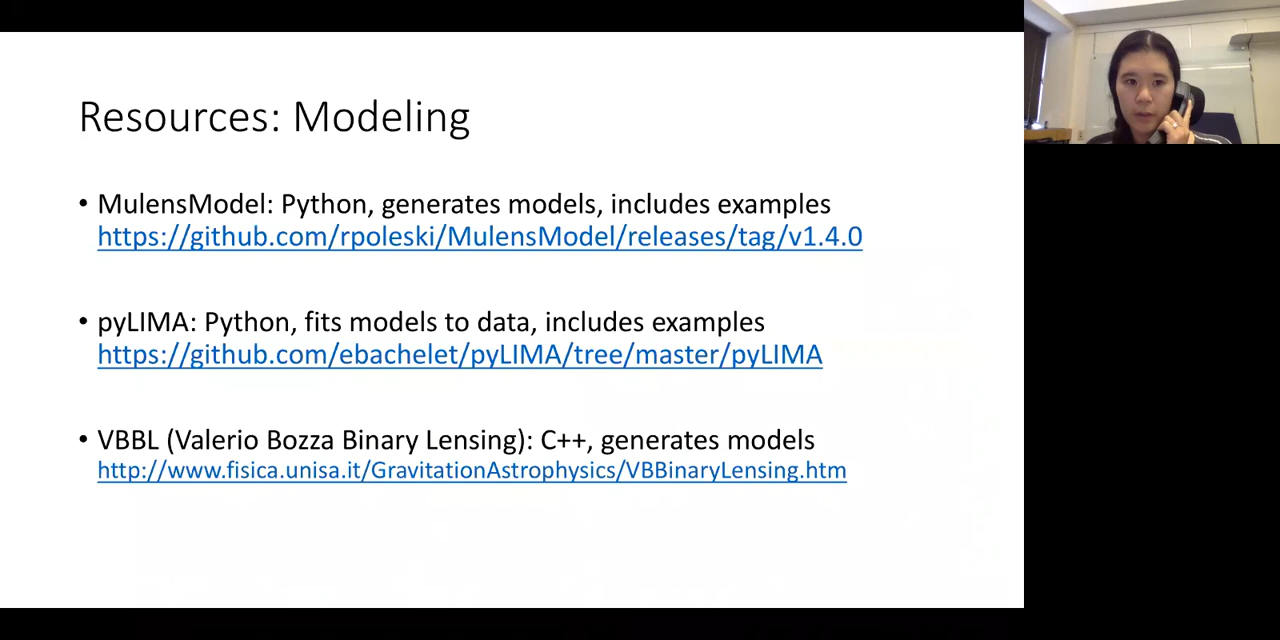 Resources: Modeling
• MulensModel: Python, generates models, includes examples
https://github.com/rpoleski/MulensModel/releases/tag/v1.4.0
• pyLIMA: Python, fits models to data, includes examples
https://github.com/ebachelet/pyLIMA/tree/master/pyLIMA
• VBBL (Valerio Bozza Binary Lensing): C++, generates models
http://www.fisica.unisa.it/GravitationAstrophysics/VBBinaryLensing.htm